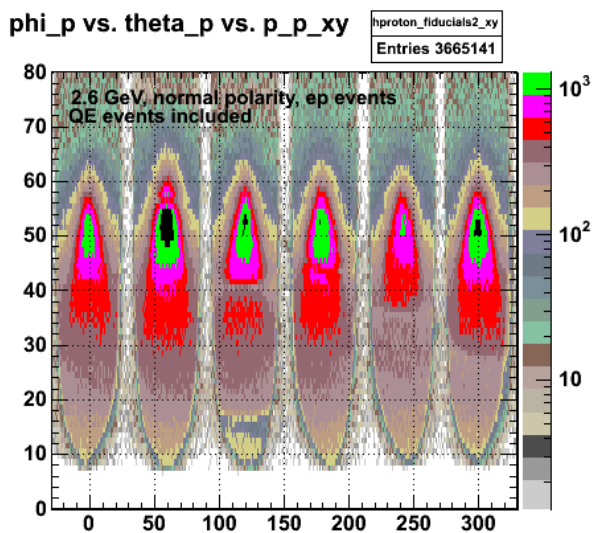 phi_p vs. theta_p vs. p_p_xy
hproton_fiducials2_xy
Entries 3665141
2.6 GeV, normal polarity, ep events
QE events included
80
70
60
50
40
30
20
10
0
0 50 100 150 200 250 300
10³
10²
10